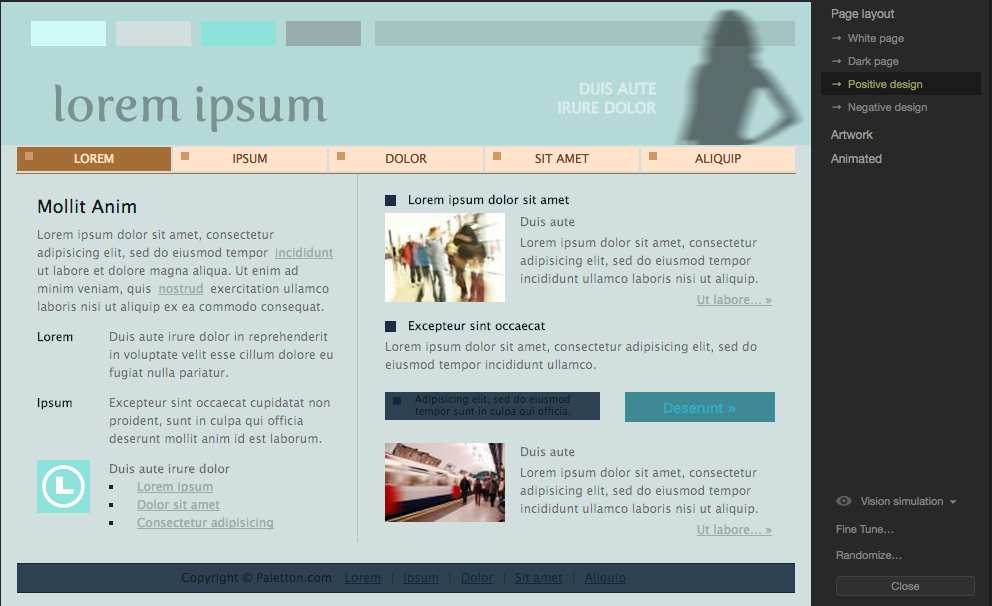 lorem ipsum
DUIS AUTE
IRURE DOLOR
LOREM
IPSUM
DOLOR
SIT AMET
ALIQUIP
Mollit Anim
Lorem ipsum dolor sit amet, consectetur
adipisicing elit, sed do eiusmod tempor incididunt
ut labore et dolore magna aliqua. Ut enim ad
minim veniam, quis nostrud exercitation ullamco
laboris nisi ut aliquip ex ea commodo consequat.
Lorem
Duis aute irure dolor in reprehenderit
in voluptate velit esse cillum dolore eu
fugiat nulla pariatur.
Ipsum
Excepteur sint occaecat cupidatat non
proident, sunt in culpa qui officia
deserunt mollit anim id est laborum.
Duis aute irure dolor
Lorem ipsum
Dolor sit amet
Consectetur adipisicing
Lorem ipsum dolor sit amet
Duis aute
Lorem ipsum dolor sit amet, consectetur
adipisicing elit, sed do eiusmod tempor
incididunt ullamco laboris nisi ut aliquip.
Ut labore... »
Excepteur sint occaecat
Lorem ipsum dolor sit amet, consectetur adipisicing elit, sed do
eiusmod tempor incididunt ullamco.
Adipisicing elit, sed do eiusmod
tempor sunt in culpa qui officia.
Deserunt »
Duis aute
Lorem ipsum dolor sit amet, consectetur
adipisicing elit, sed do eiusmod tempor
incididunt ullamco laboris nisi ut aliquip.
Ut labore... »
Copyright © Paletton.com Lorem | Ipsum | Dolor | Sit amet | Aliquip
Page layout
→ White page
→ Dark page
→ Positive design
→ Negative design
Artwork
Animated
Vision simulation
Fine Tune...
Randomize...
Close